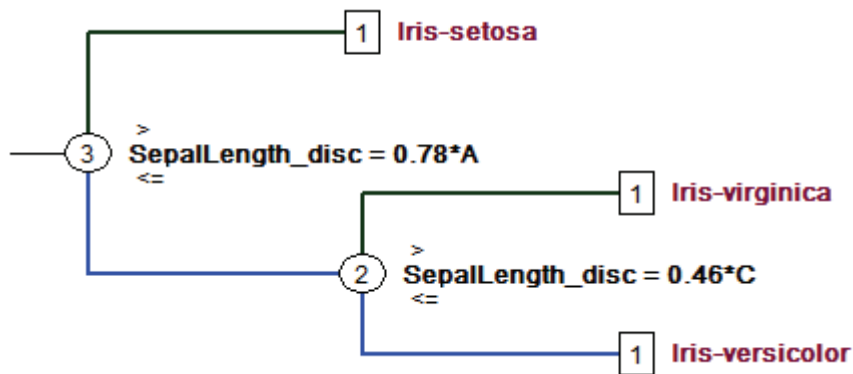 1 Iris-setosa
>
3 SepalLength_disc = 0.78*A
<=
1 Iris-virginica
>
2 SepalLength_disc = 0.46*C
<=
1 Iris-versicolor